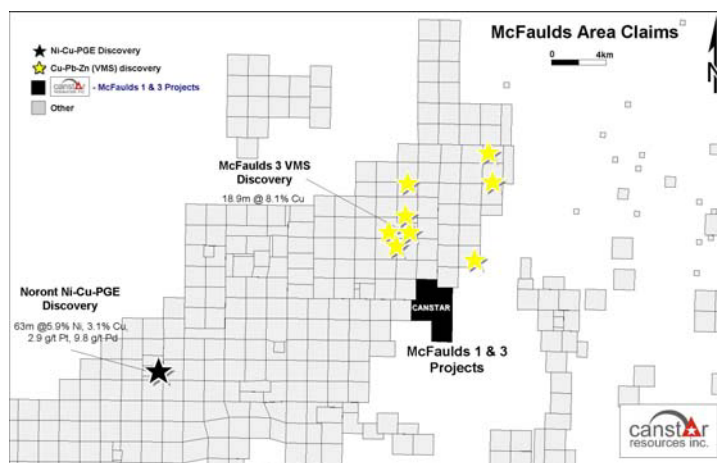 McFaulds Area Claims
0 4km
N
Ni-Cu-PGE Discovery
Cu-Pb-Zn (VMS) discovery
canstar
resources inc.
- McFaulds 1 & 3 Projects
Other
McFaulds 3 VMS
Discovery
18.9m @ 8.1% Cu
Noront Ni-Cu-PGE
Discovery
63m @5.9% Ni, 3.1% Cu,
2.9 g/t Pt, 9.8 g/t Pd
CANSTAR
McFaulds 1 & 3
Projects
canstar
resources inc.